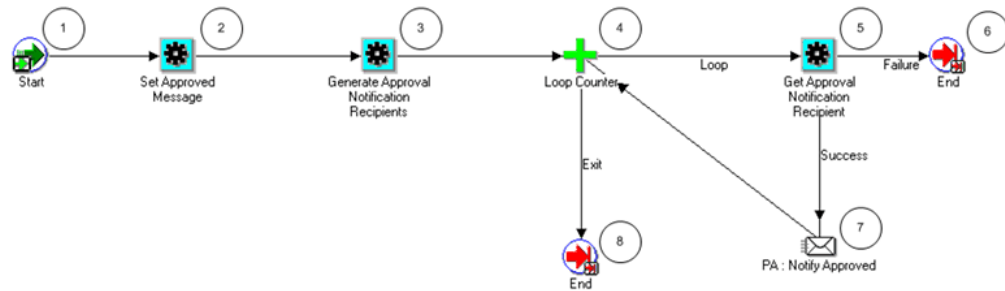 1
2
3
4
5
6
Start
Set Approved
Message
Generate Approval
Notification
Recipients
Loop Counter
Loop
Get Approval
Notification
Recipient
Failure
End
Exit
Success
7
PA : Notify Approved
8
End